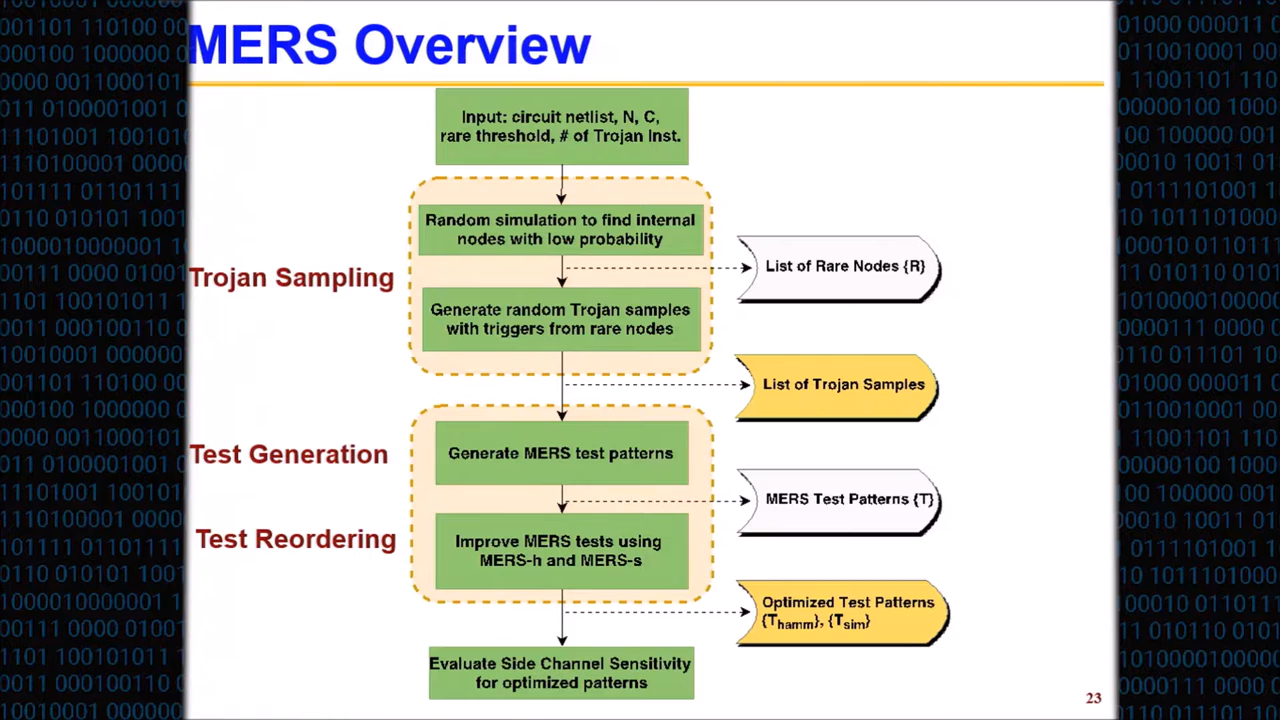 MERS Overview
Input: circuit netlist, N, C,
rare threshold, # of Trojan Inst.
Trojan Sampling
Random simulation to find internal
nodes with low probability
List of Rare Nodes {R}
Generate random Trojan samples
with triggers from rare nodes
List of Trojan Samples
Test Generation
Generate MERS test patterns
MERS Test Patterns {T}
Test Reordering
Improve MERS tests using
MERS-h and MERS-s
Optimized Test Patterns
{Thamm}, {Tsim}
Evaluate Side Channel Sensitivity
for optimized patterns
23